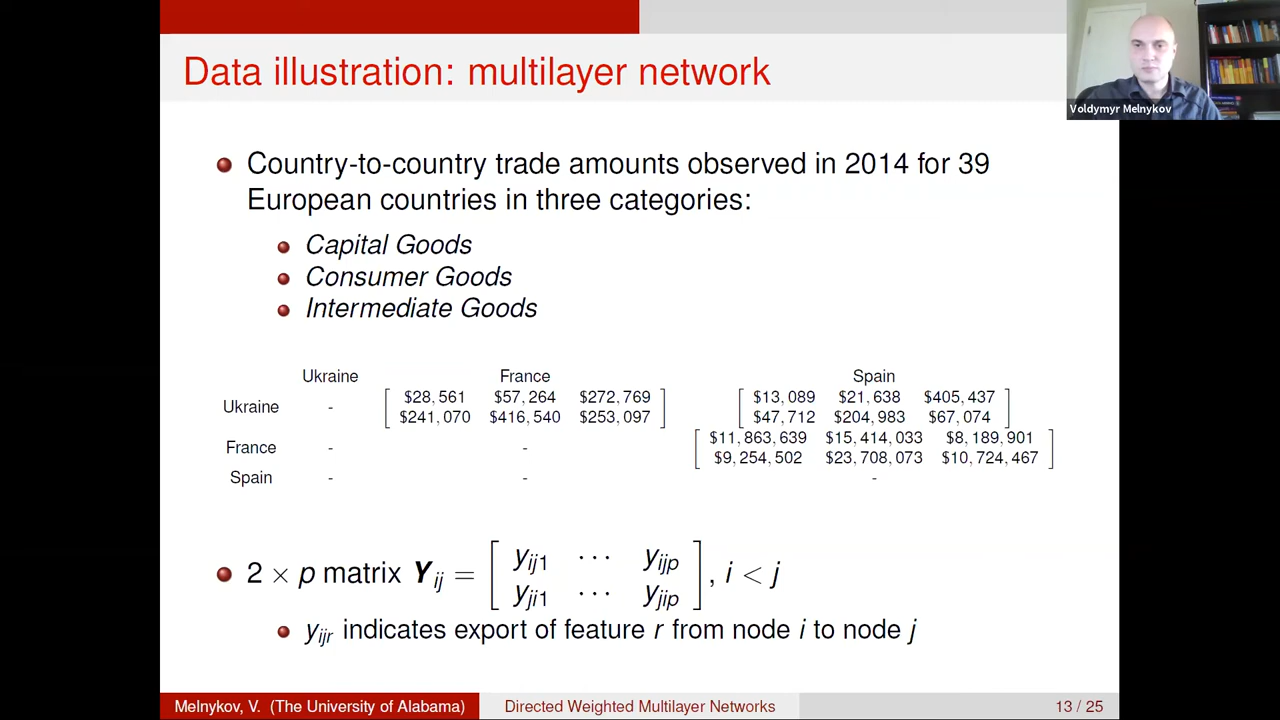 Data illustration: multilayer network
Voldymyr Melnykov
Country-to-country trade amounts observed in 2014 for 39
European countries in three categories:
Capital Goods
Consumer Goods
Intermediate Goods
Ukraine France Spain
Ukraine - [ $28,561 $57,264 $272,769 ] [ $13,089 $21,638 $405,437 ]
$241,070 $416,540 $253,097 $47,712 $204,983 $67,074
France - - [ $11,863,639 $15,414,033 $8,189,901 ]
$9,254,502 $23,708,073 $10,724,467
Spain - - -
2 × p matrix Y_ij = [ y_ij1 ··· y_ijp ] , i < j
y_ji1 ··· y_jip
y_ijr indicates export of feature r from node i to node j
Melnykov, V. (The University of Alabama) Directed Weighted Multilayer Networks 13 / 25